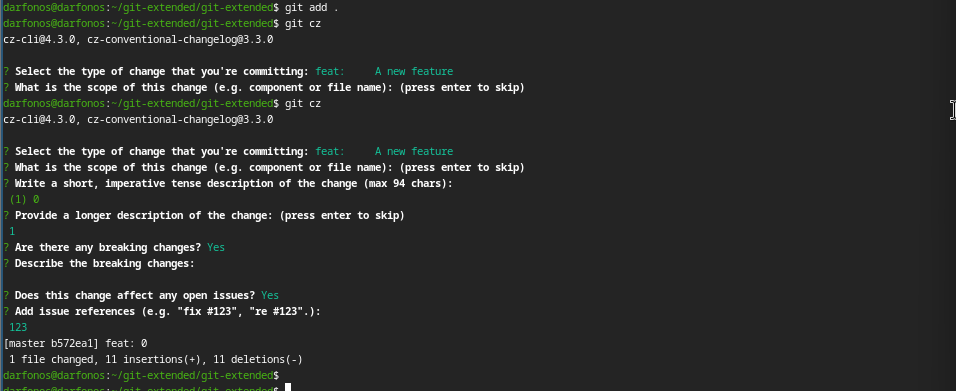 darfonos@darfonos:~/git-extended/git-extended$ git add .
darfonos@darfonos:~/git-extended/git-extended$ git cz
cz-cli@4.3.0, cz-conventional-changelog@3.3.0
? Select the type of change that you're committing: feat:     A new feature
? What is the scope of this change (e.g. component or file name): (press enter to skip)
darfonos@darfonos:~/git-extended/git-extended$ git cz
cz-cli@4.3.0, cz-conventional-changelog@3.3.0
? Select the type of change that you're committing: feat:     A new feature
? What is the scope of this change (e.g. component or file name): (press enter to skip)
? Write a short, imperative tense description of the change (max 94 chars):
(1) 0
? Provide a longer description of the change: (press enter to skip)
1
? Are there any breaking changes? Yes
? Describe the breaking changes:
? Does this change affect any open issues? Yes
? Add issue references (e.g. "fix #123", "re #123".):
123
[master b572ea1] feat: 0
1 file changed, 11 insertions(+), 11 deletions(-)
darfonos@darfonos:~/git-extended/git-extended$
darfonos@darfonos:~/git-extended/git-extended$